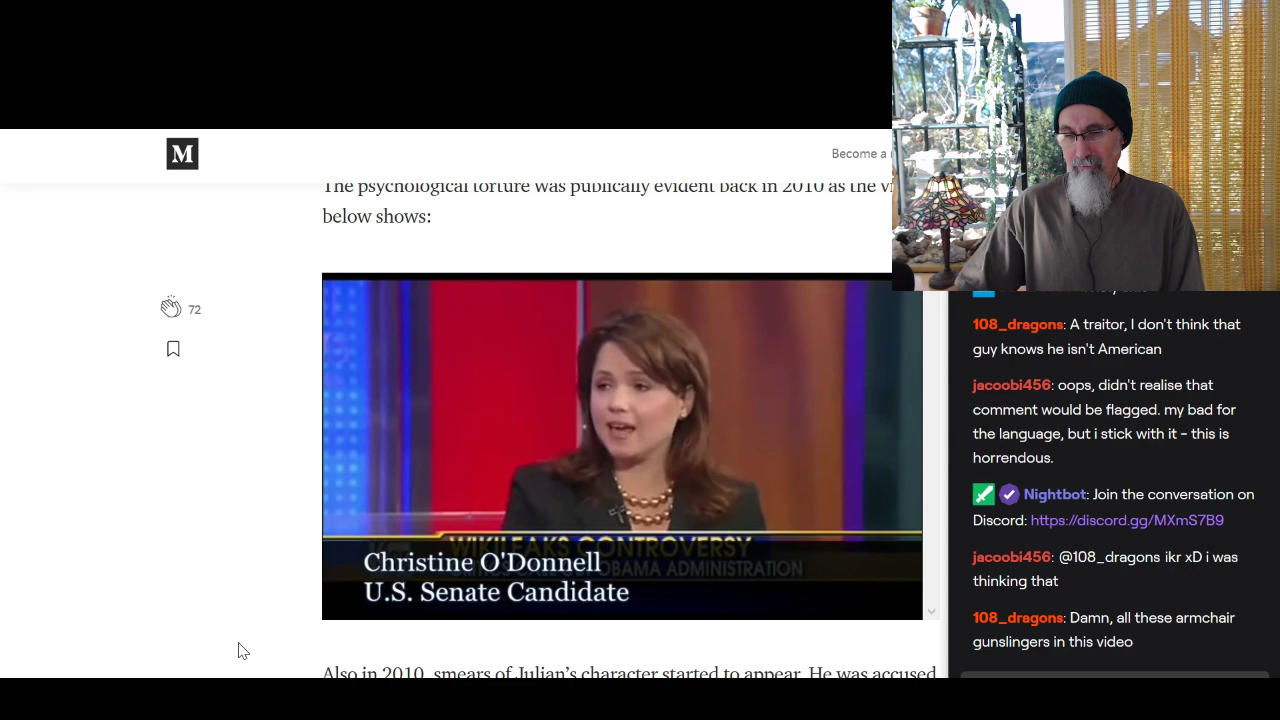 M
Become a
The psychological torture was publically evident back in 2010 as the
below shows:
72
WIKILEAKS CONTROVERSY
OBAMA ADMINISTRATION
Christine O'Donnell
U.S. Senate Candidate
Also in 2010, smears of Julian's character started to appear. He was accused
108_dragons: A traitor, I don't think that
guy knows he isn't American
jacoobi456: oops, didn't realise that
comment would be flagged. my bad for
the language, but i stick with it - this is
horrendous.
Nightbot: Join the conversation on
Discord: https://discord.gg/MXmS7B9
jacoobi456: @108_dragons ikr xD i was
thinking that
108_dragons: Damn, all these armchair
gunslingers in this video